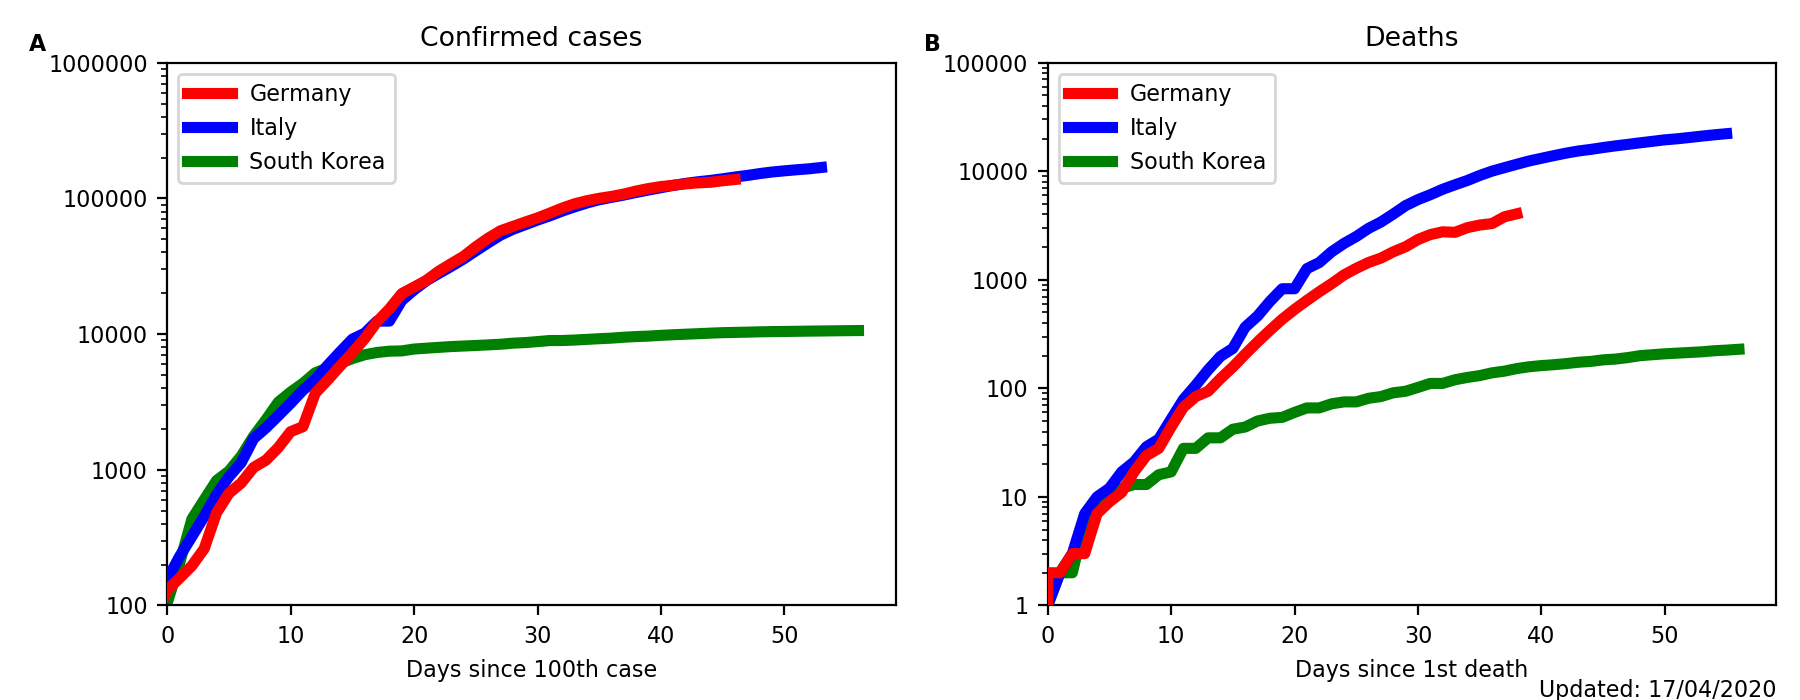 A
Confirmed cases
1000000
100000
10000
1000
100
Germany
Italy
South Korea
0 10 20 30 40 50
Days since 100th case
B
Deaths
100000
10000
1000
100
10
1
Germany
Italy
South Korea
0 10 20 30 40 50
Days since 1st death
Updated: 17/04/2020